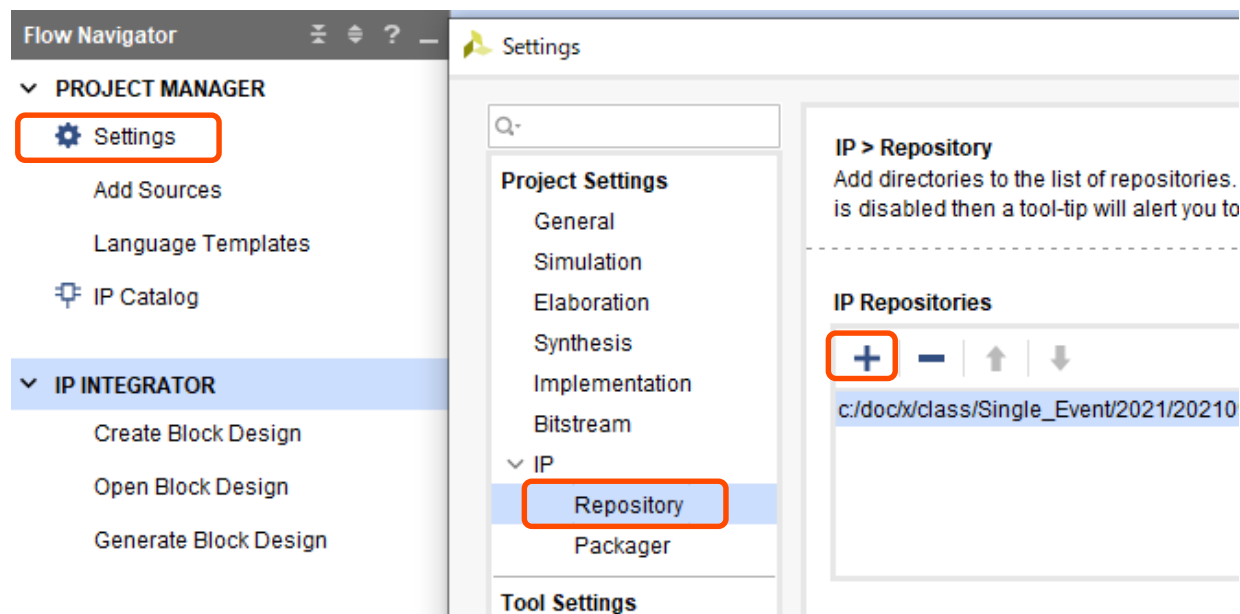 Flow Navigator
?
PROJECT MANAGER
Settings
Add Sources
Language Templates
IP Catalog
IP INTEGRATOR
Create Block Design
Open Block Design
Generate Block Design
Settings
Project Settings
General
Simulation
Elaboration
Synthesis
Implementation
Bitstream
IP
Repository
Packager
Tool Settings
IP > Repository
Add directories to the list of repositories.
is disabled then a tool-tip will alert you to
IP Repositories
c:/doc/x/class/Single_Event/2021/20210